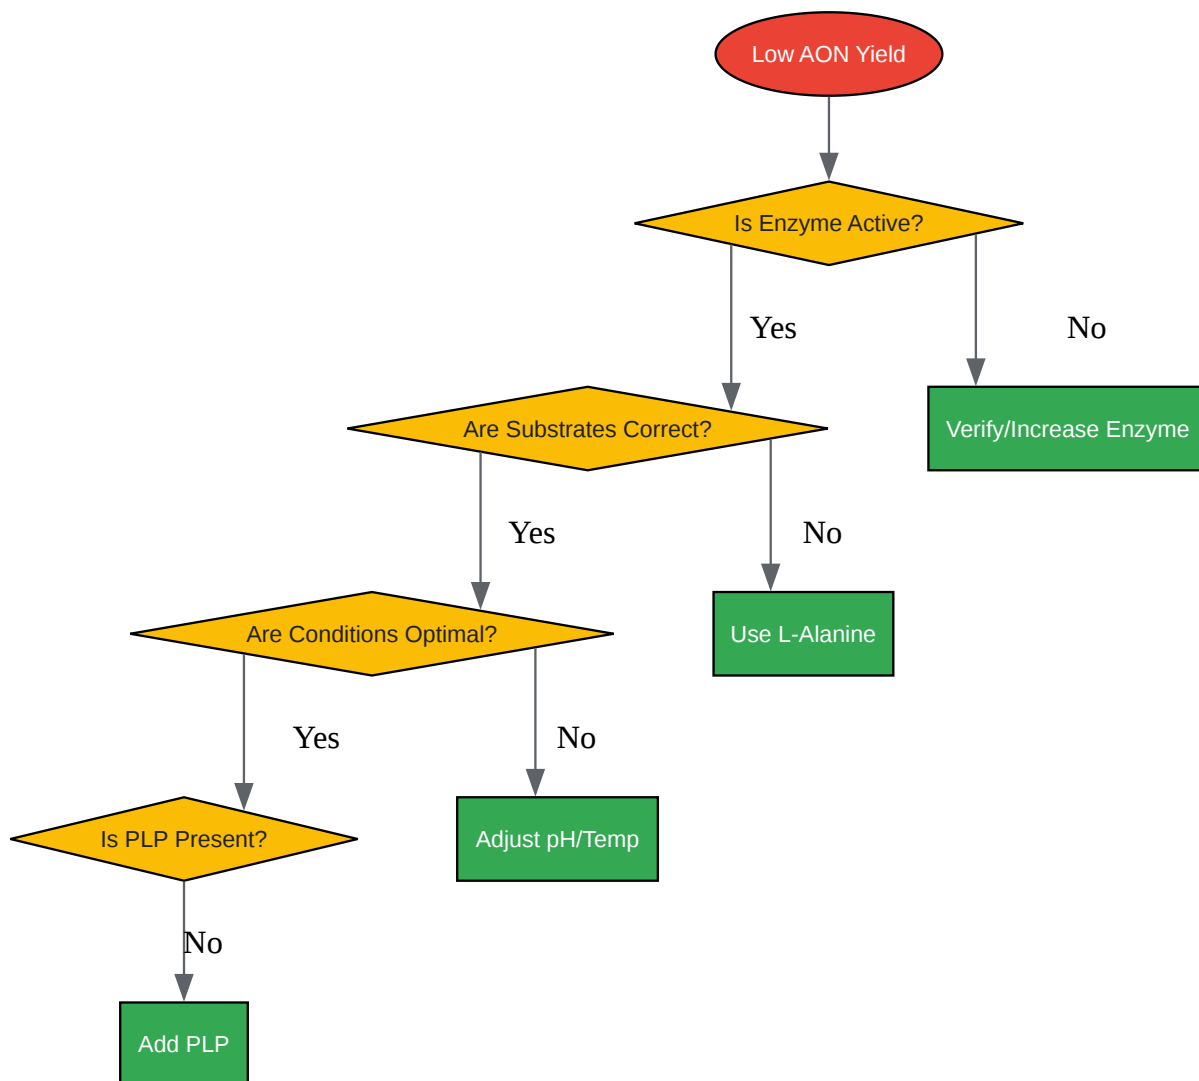 Low AON Yield
Is Enzyme Active?
Yes
No
Are Substrates Correct?
Verify/Increase Enzyme
Yes
No
Are Conditions Optimal?
Use L-Alanine
Yes
No
Is PLP Present?
Adjust pH/Temp
No
Add PLP